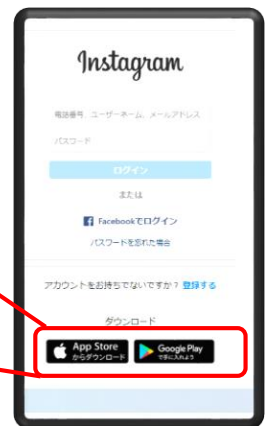 Instagram
電話番号、ユーザーネーム、メールアドレス
パスワード
ログイン
または
Facebookでログイン
パスワードを忘れた場合
アカウントをお持ちでないですか？ 登録する
ダウンロード
App Store
からダウンロード
Google Play
で手に入れよう